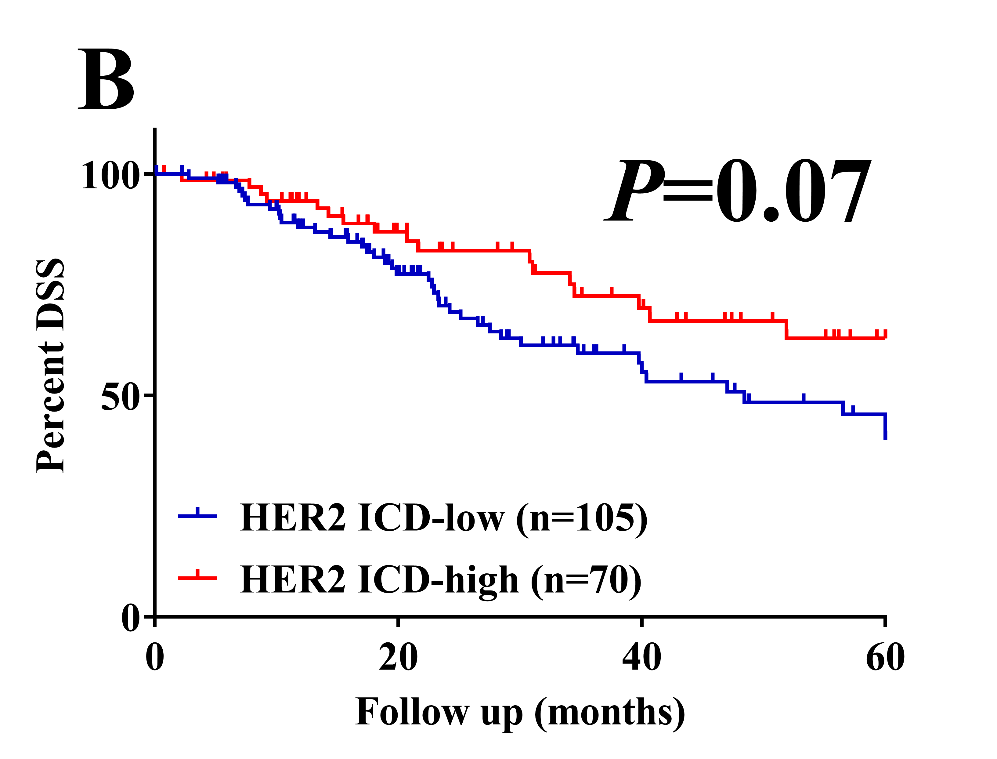 B
P=0.07
100
50
0
Percent DSS
HER2 ICD-low (n=105)
HER2 ICD-high (n=70)
0 20 40 60
Follow up (months)